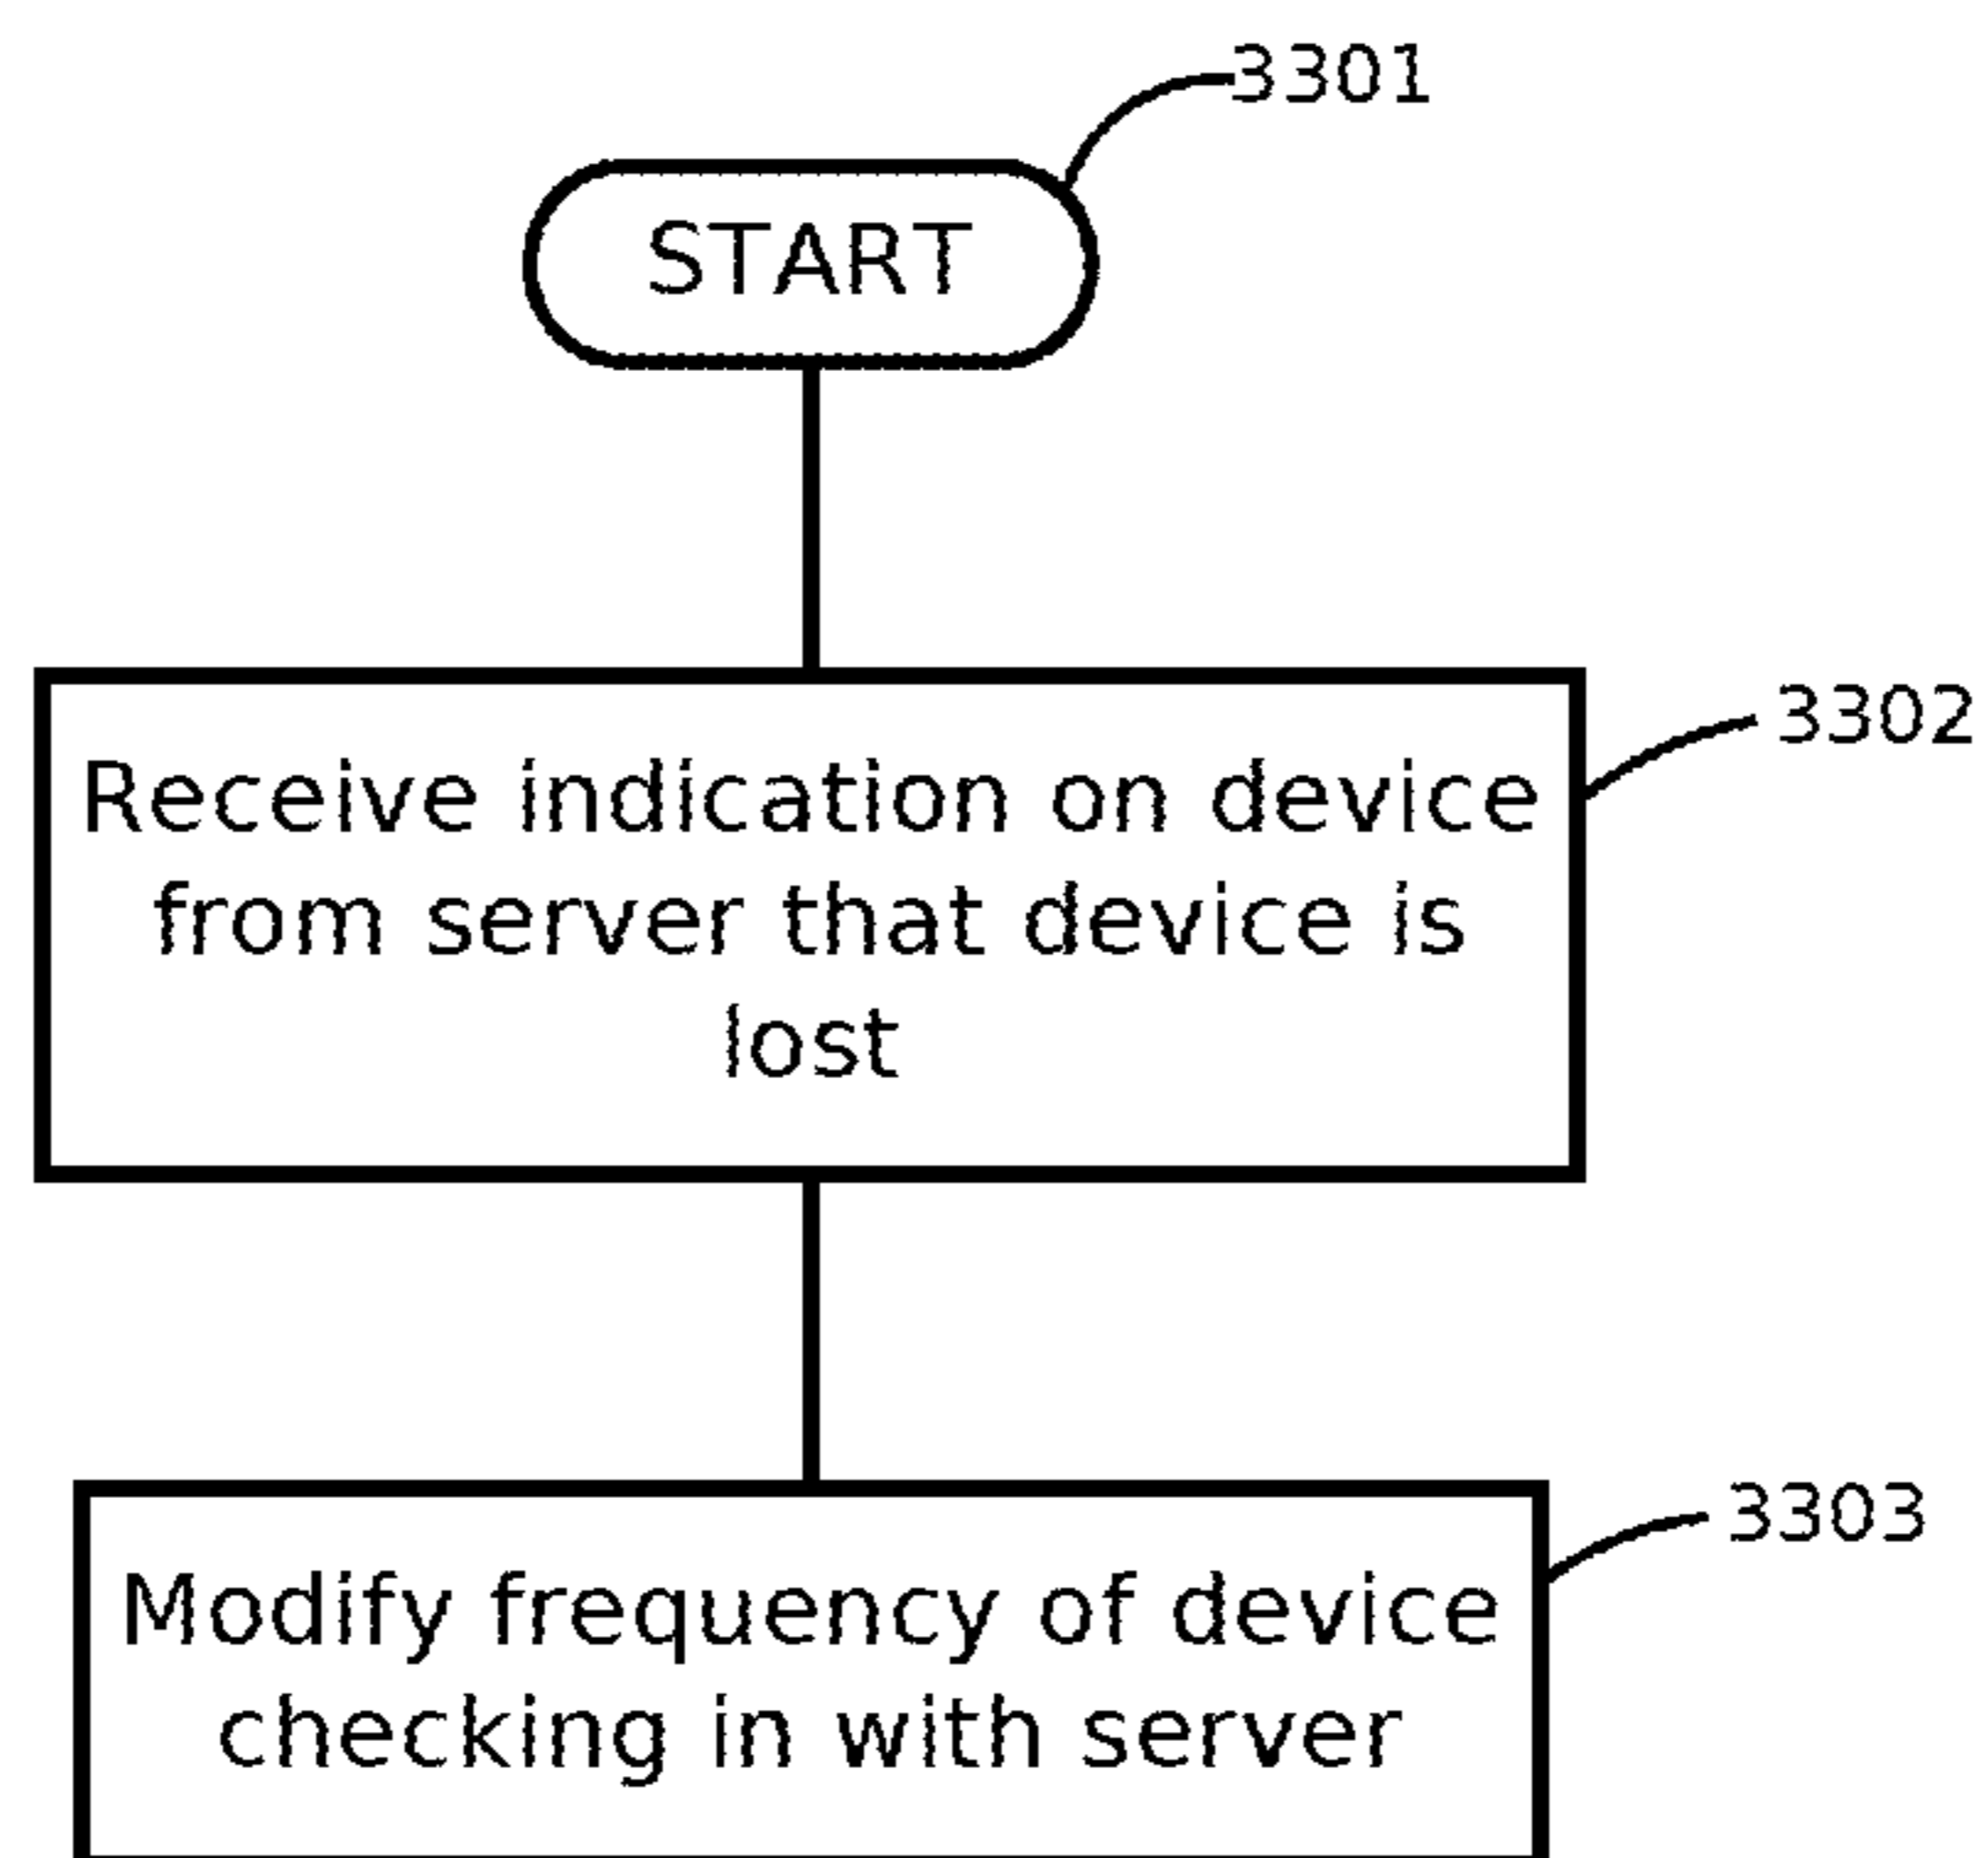 3301
START
3302
Receive indication on device
from server that device is
lost
3303
Modify frequency of device
checking in with server